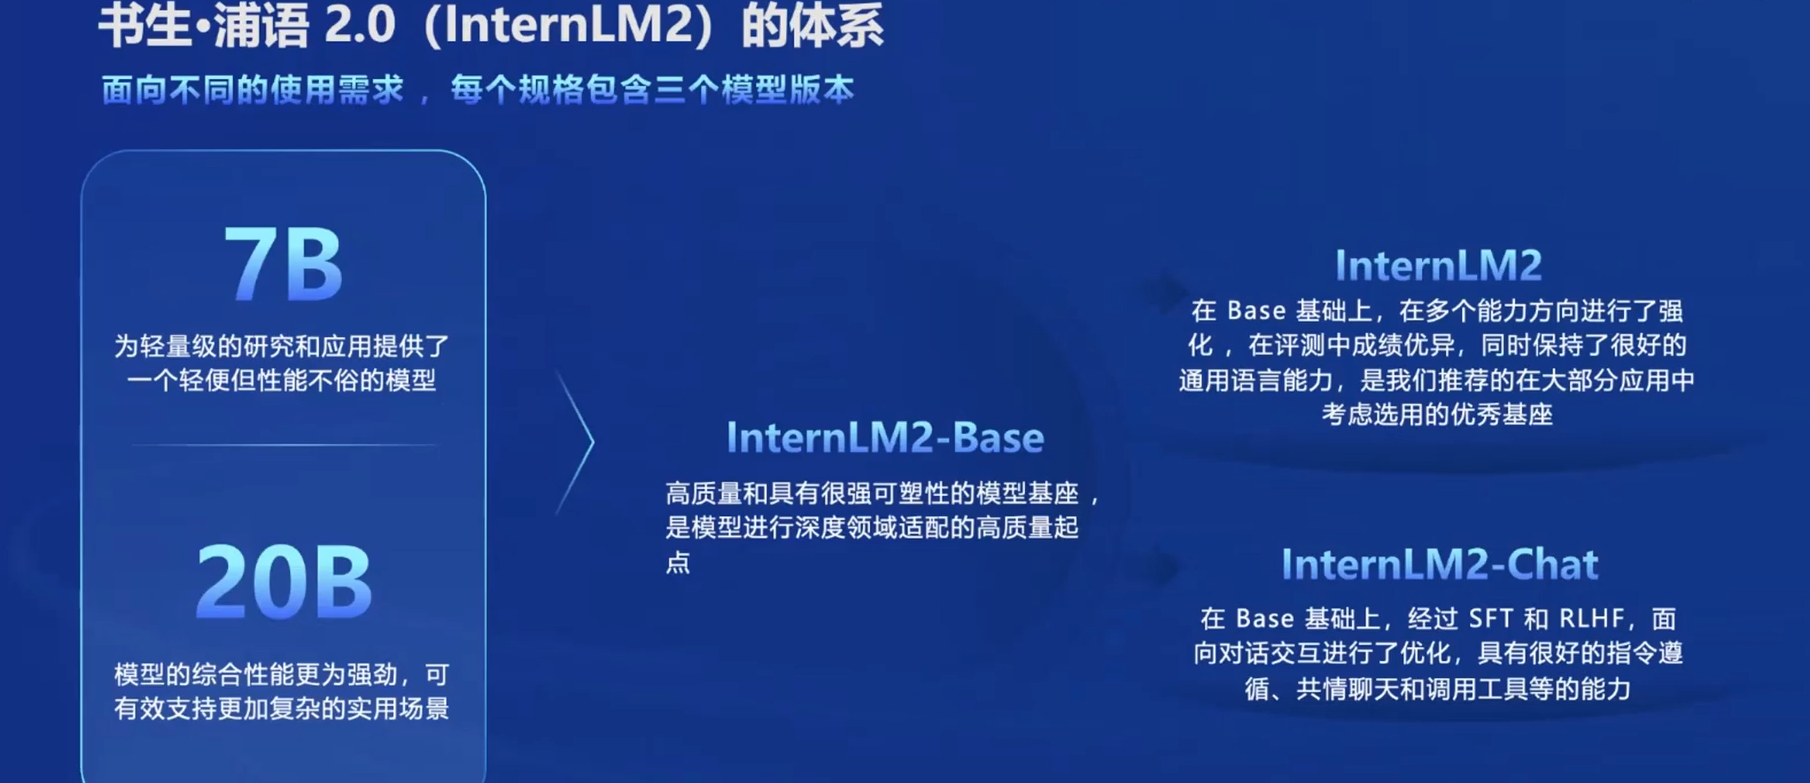 书生•浦语 2.0（InternLM2）的体系
面向不同的使用需求 ，每个规格包含三个模型版本
7B
为轻量级的研究和应用提供了
一个轻便但性能不俗的模型
20B
模型的综合性能更为强劲，可
有效支持更加复杂的实用场景
InternLM2-Base
高质量和具有很强可塑性的模型基座 ，
是模型进行深度领域适配的高质量起
点
InternLM2
在 Base 基础上，在多个能力方向进行了强
化 ，在评测中成绩优异，同时保持了很好的
通用语言能力，是我们推荐的在大部分应用中
考虑选用的优秀基座
InternLM2-Chat
在 Base 基础上，经过 SFT 和 RLHF，面
向对话交互进行了优化，具有很好的指令遵
循、共情聊天和调用工具等的能力